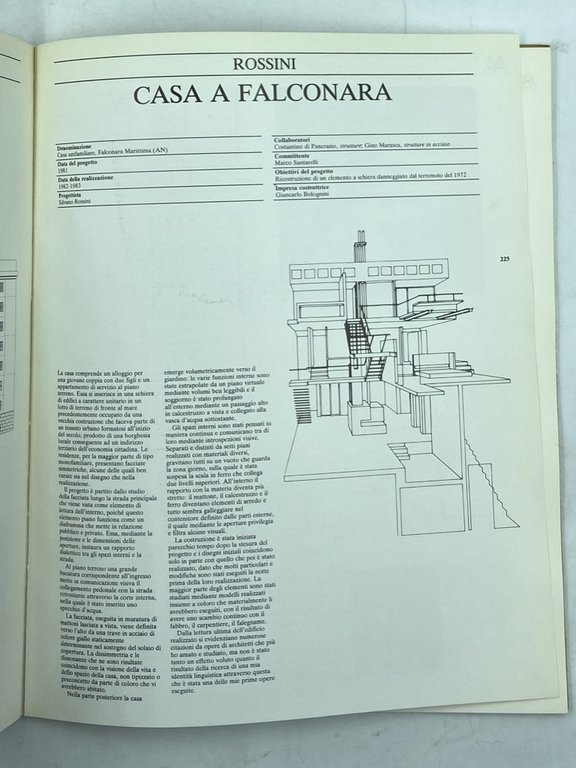 ROSSINI
CASA A FALCONARA
Denominazione
Casa unifamiliare, Falconara Marittima (AN)
Data del progetto
1981
Data della realizzazione
1982-1983
Progettista
Silvano Rossini
Collaboratori
Costantino di Pancrazio, strutture; Gino Marasca, strutture in acciaio
Committente
Marco Santarelli
Obiettivi del progetto
Ricostruzione di un elemento a schiera danneggiato dal terremoto del 1972
Impresa costruttrice
Giancarlo Bolognini
225
La casa comprende un alloggio per
una giovane coppia con due figli e un
appartamento di servizio al piano
terreno. Essa si inserisce in una schiera
di edifici a carattere unitario in un
lotto di terreno di fronte al mare
precedentemente occupato da una
vecchia costruzione che faceva parte di
un tessuto urbano formatosi all'inizio
del secolo, prodotto di una borghesia
locale conseguente ad un indirizzo
terziario dell'economia cittadina. Le
residenze, per la maggior parte di tipo
monofamiliare, presentano facciate
simmetriche, alcune delle quali ben
curate sia nel disegno che nella
realizzazione.
Il progetto è partito dallo studio
della facciata lungo la strada principale
che viene vista come elemento di
lettura dell'interno, poiché questo
elemento piano funziona come un
diaframma che mette in relazione
pubblico e privato. Essa, mediante la
posizione e le dimensioni delle
aperture, instaura un rapporto
dialettico tra gli spazi interni e la
strada.
Al piano terreno una grande
bucatura corrispondente all'ingresso
mette in comunicazione visiva il
collegamento pedonale con la strada
retrostante attraverso la corte interna,
nella quale è stato inserito uno
specchio d'acqua.
La facciata, eseguita in muratura di
mattoni lasciata a vista, viene definita
verso l'alto da una trave in acciaio di
colore giallo staticamente
determinante nel sostegno del solaio di
copertura. La dissimmetria e le
dissonanze che ne sono risultate
coincidono con la visione della vita e
dello spazio della casa, non tipizzato o
preconcetto da parte di coloro che vi
avrebbero abitato.
Nella parte posteriore la casa
emerge volumetricamente verso il
giardino: le varie funzioni interne sono
state estrapolate da un piano virtuale
mediante volumi ben leggibili e il
soggiorno è stato prolungato
all'esterno mediante un passaggio alto
in calcestruzzo a vista e collegato alla
vasca d'acqua sottostante.
Gli spazi interni sono stati pensati in
maniera continua e comunicano tra di
loro mediante introspezioni visive.
Separati e distinti da setti piani
realizzati con materiali diversi,
gravitano tutti su un vuoto che guarda
la zona giorno, sulla quale è stata
sospesa la scala in ferro che collega
due livelli superiori. All'interno il
rapporto con la materia diventa più
stretto: il mattone, il calcestruzzo e il
ferro diventano elementi di arredo e
tutto sembra galleggiare nel
contenitore definito dalle parti esterne,
il quale mediante le aperture privilegia
e filtra alcune visuali.
La costruzione è stata iniziata
parecchio tempo dopo la stesura del
progetto e i disegni iniziali coincidono
solo in parte con quello che poi è stato
realizzato, dato che molti particolari e
modifiche sono stati eseguiti la notte
prima della loro realizzazione. La
maggior parte degli elementi sono stati
studiati mediante modelli realizzati
insieme a coloro che materialmente li
avrebbero eseguiti, con il risultato di
avere uno scambio continuo con il
fabbro, il carpentiere, il falegname.
Dalla lettura ultima dell'edificio
realizzato si evidenziano numerose
citazioni da opere di architetti che più
ho amato e studiato, ma non è stato
tanto un effetto voluto quanto il
risultato della ricerca di una mia
identità linguistica attraverso questa
che è stata una delle mie prime opere
eseguite.